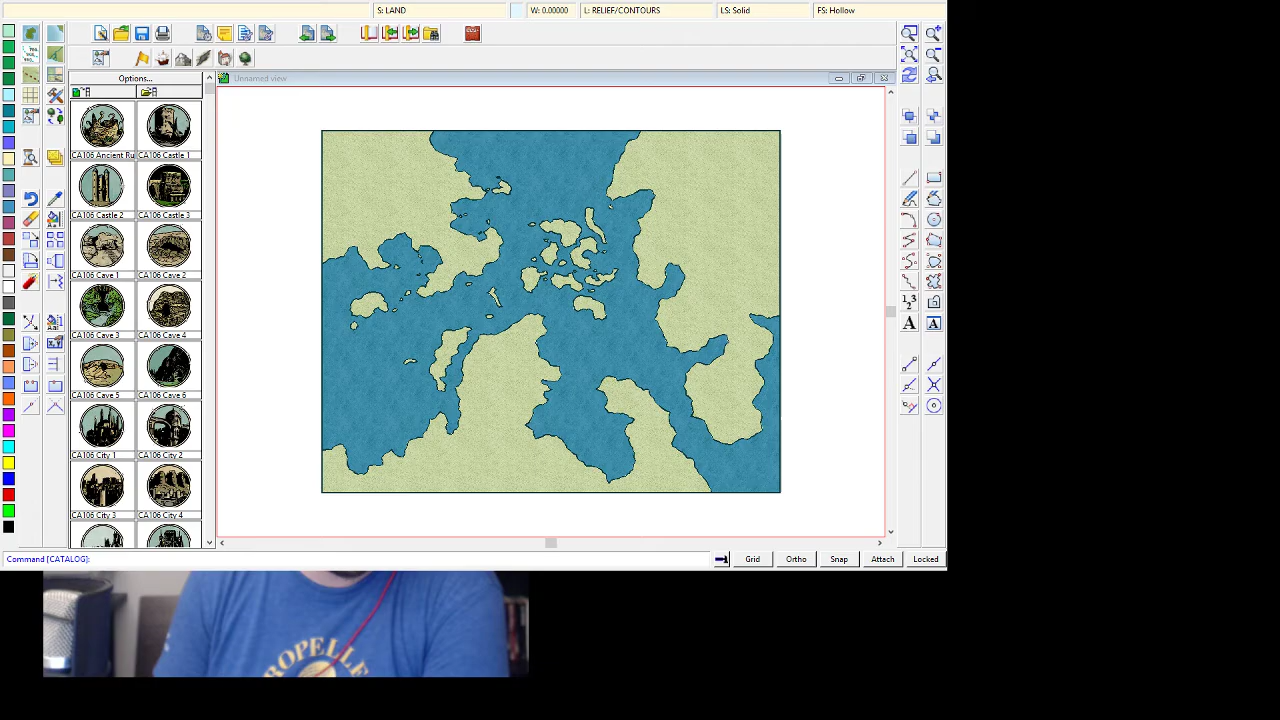 S: LAND
W: 0.00000
L: RELIEF/CONTOURS
LS: Solid
FS: Hollow
Options...
Unnamed view
CA106 Ancient Ru
CA106 Castle 1
CA106 Castle 2
CA106 Castle 3
CA106 Cave 1
CA106 Cave 2
CA106 Cave 3
CA106 Cave 4
CA106 Cave 5
CA106 Cave 6
CA106 City 1
CA106 City 2
CA106 City 3
CA106 City 4
Command [CATALOG]:
Grid
Ortho
Snap
Attach
Locked
ROPELLE